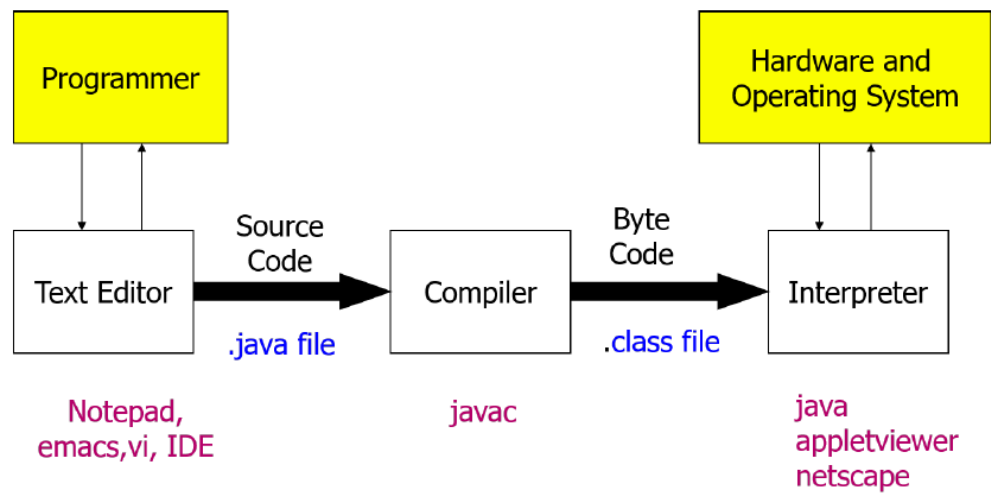 Programmer
Hardware and
Operating System
Source
Code
Byte
Code
Text Editor
Compiler
Interpreter
.java file
.class file
Notepad,
emacs,vi, IDE
javac
java
appletviewer
netscape